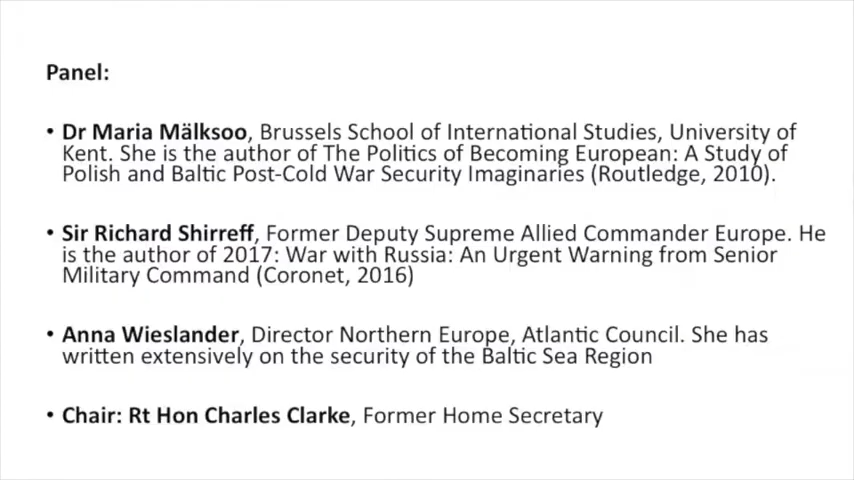 Panel:
• Dr Maria Mälksoo, Brussels School of International Studies, University of
Kent. She is the author of The Politics of Becoming European: A Study of
Polish and Baltic Post-Cold War Security Imaginaries (Routledge, 2010).
• Sir Richard Shirreff, Former Deputy Supreme Allied Commander Europe. He
is the author of 2017: War with Russia: An Urgent Warning from Senior
Military Command (Coronet, 2016)
• Anna Wieslander, Director Northern Europe, Atlantic Council. She has
written extensively on the security of the Baltic Sea Region
• Chair: Rt Hon Charles Clarke, Former Home Secretary